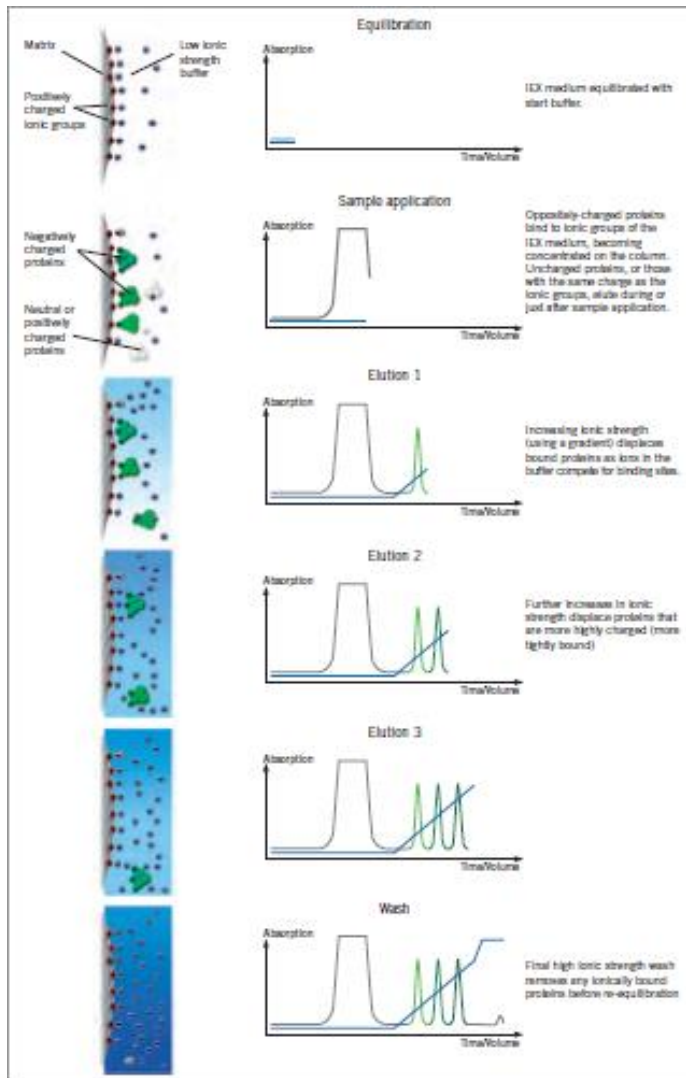 Equilibration
Matrix
Low ionic
strength
buffer
Positively
charged
ionic groups
Absorption
Time/Volume
IEX medium equilibrated with
start buffer.
Sample application
Negatively
charged
proteins
Neutral or
positively
charged
proteins
Absorption
Time/Volume
Oppositely-charged proteins
bind to ionic groups of the
IEX medium, becoming
concentrated on the column.
Uncharged proteins, or those
with the same charge as the
ionic groups, elute during or
just after sample application.
Elution 1
Absorption
Time/Volume
Increasing ionic strength
(using a gradient) displaces
bound proteins as ions in the
buffer compete for binding sites.
Elution 2
Absorption
Time/Volume
Further increases in ionic
strength displace proteins that
are more highly charged (more
tightly bound)
Elution 3
Absorption
Time/Volume
Wash
Absorption
Time/Volume
Final high ionic strength wash
removes any ionically bound
proteins before re-equilibration